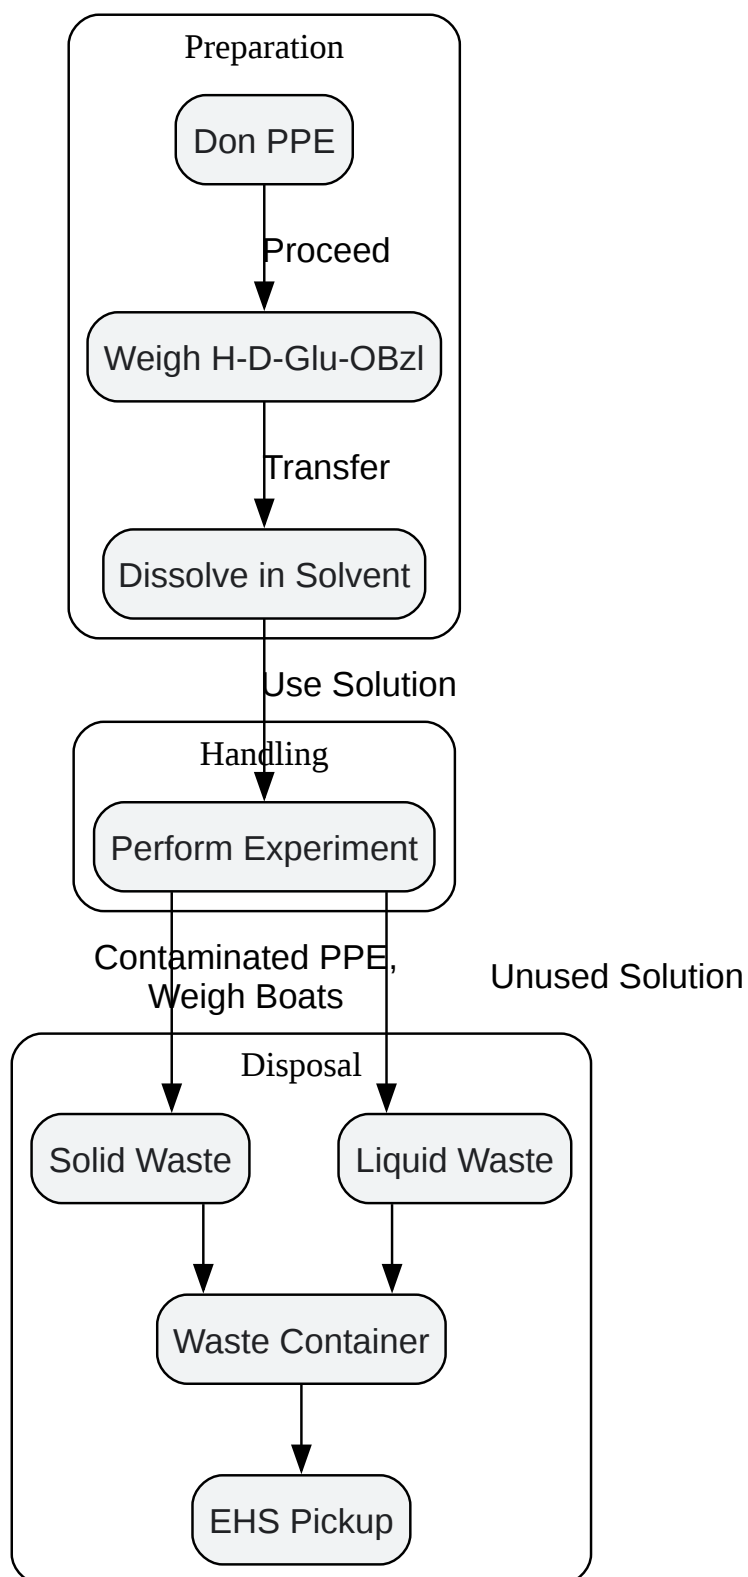 Preparation
Don PPE
Proceed
Weigh H-D-Glu-OBzl
Transfer
Dissolve in Solvent
Use Solution
Handling
Perform Experiment
Contaminated PPE,
Weigh Boats
Unused Solution
Disposal
Solid Waste
Liquid Waste
Waste Container
EHS Pickup